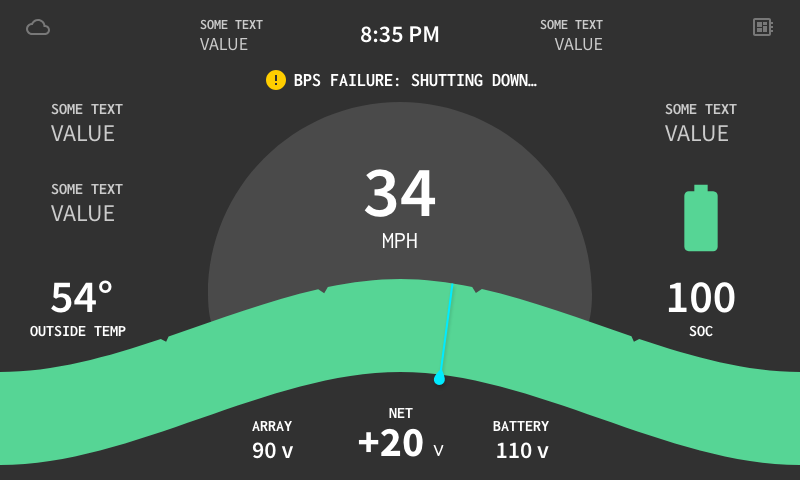 SOME TEXT
VALUE
8:35 PM
SOME TEXT
VALUE
! BPS FAILURE: SHUTTING DOWN…
SOME TEXT
VALUE
SOME TEXT
VALUE
SOME TEXT
VALUE
34
MPH
54°
OUTSIDE TEMP
100
SOC
ARRAY
90 v
NET
+20 v
BATTERY
110 v